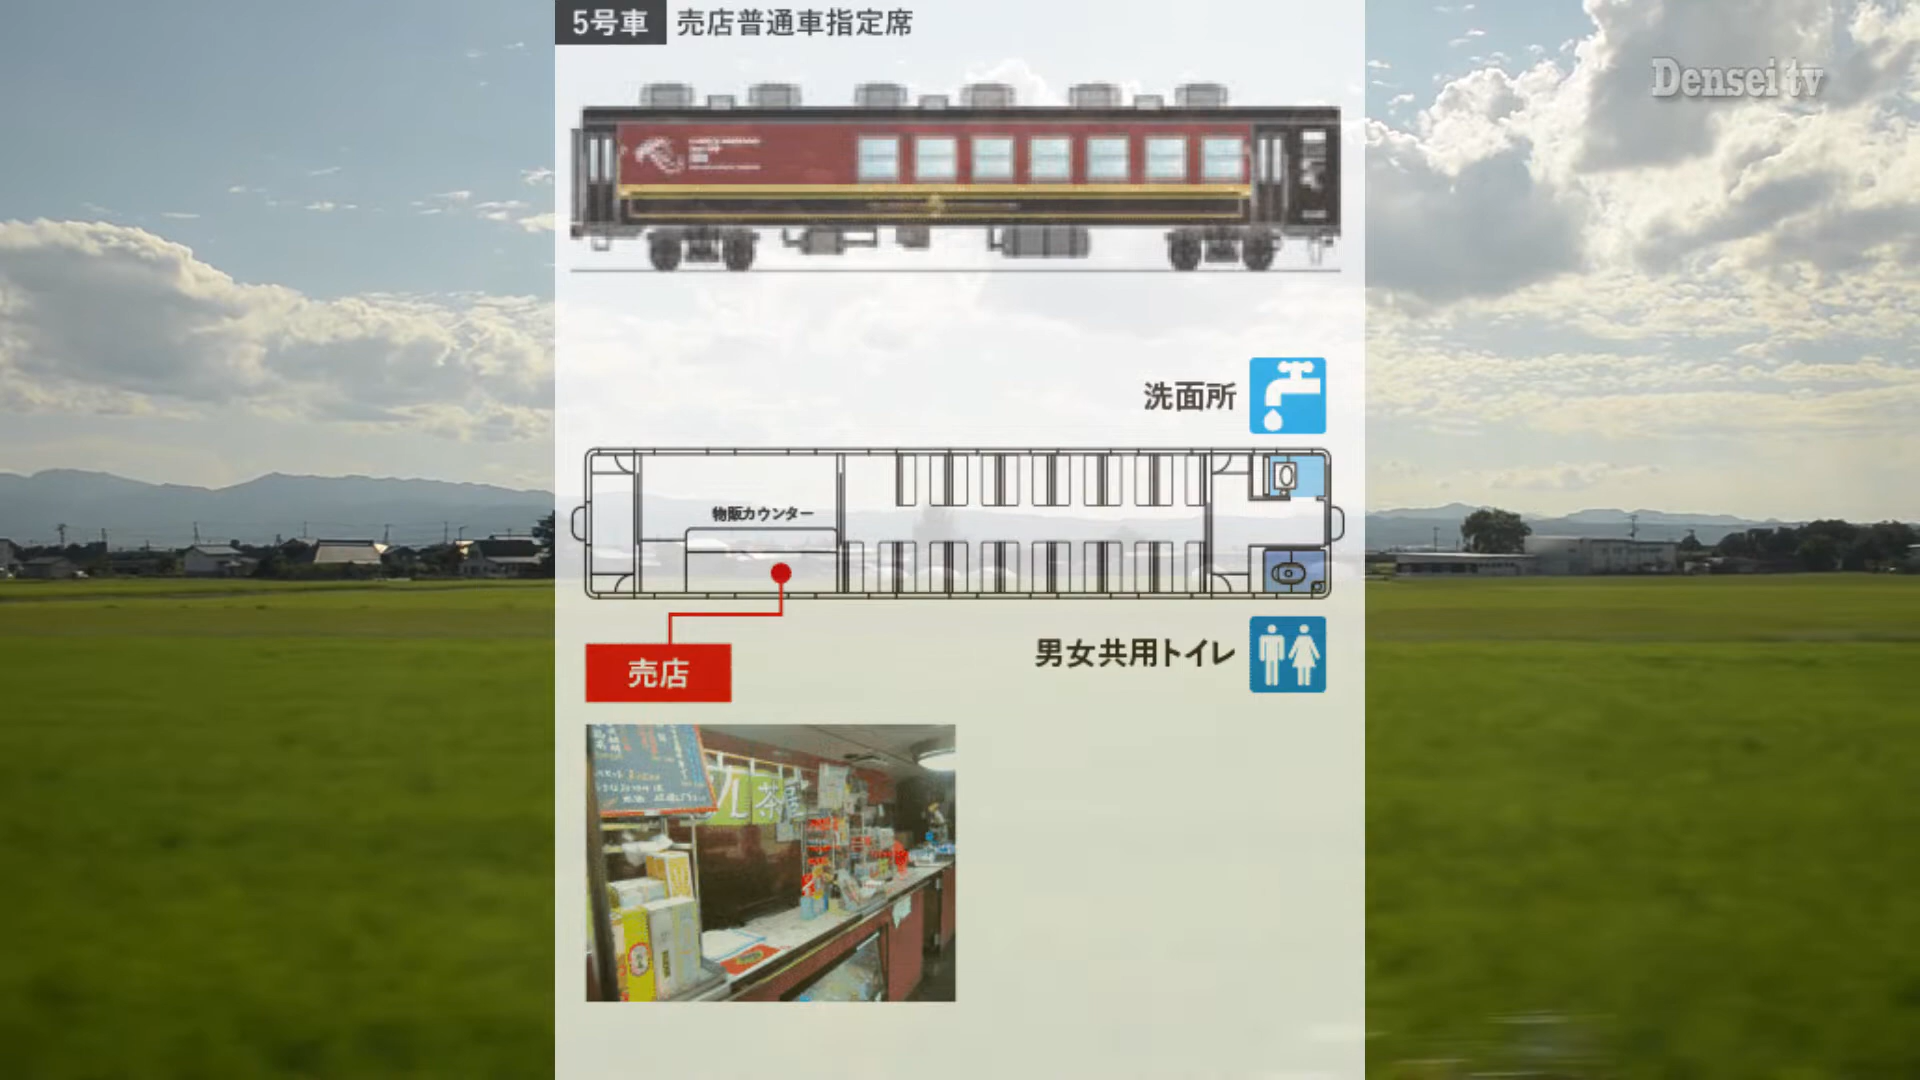 5号車 売店普通車指定席
Densei tv
洗面所
物販カウンター
売店
男女共用トイレ
茶